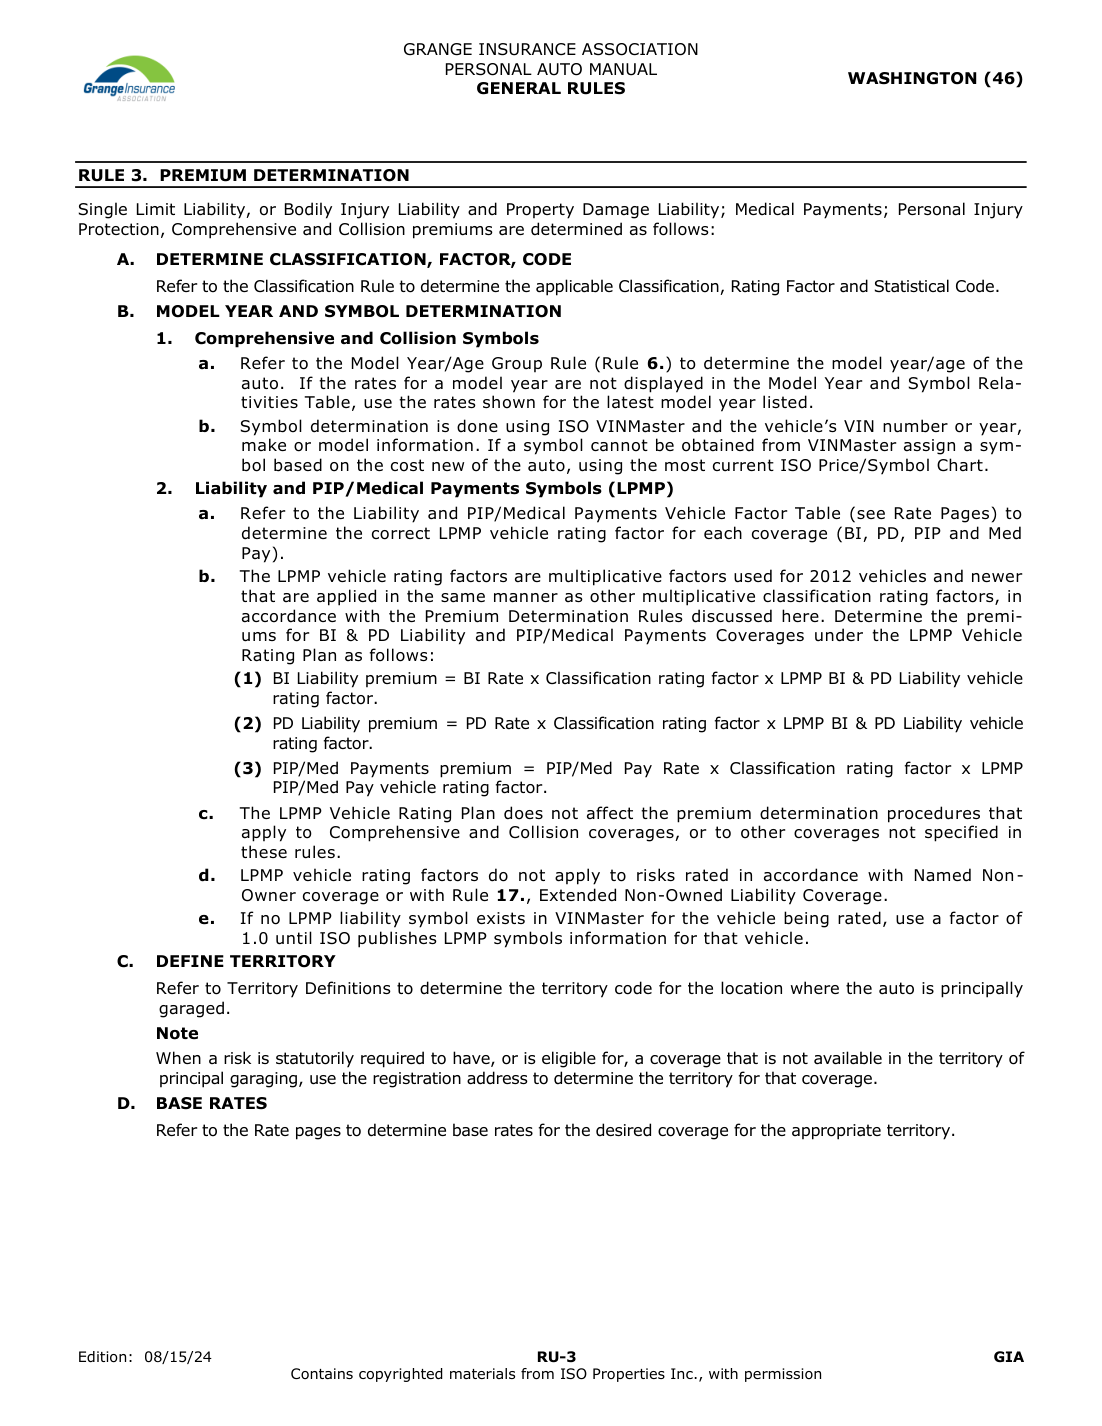 GRANGE INSURANCE ASSOCIATION
PERSONAL AUTO MANUAL
GENERAL RULES
WASHINGTON (46)
GrangeInsurance
ASSOCIATION
RULE 3.  PREMIUM DETERMINATION
Single Limit Liability, or Bodily Injury Liability and Property Damage Liability; Medical Payments; Personal Injury
Protection, Comprehensive and Collision premiums are determined as follows:
A. DETERMINE CLASSIFICATION, FACTOR, CODE
Refer to the Classification Rule to determine the applicable Classification, Rating Factor and Statistical Code.
B. MODEL YEAR AND SYMBOL DETERMINATION
1. Comprehensive and Collision Symbols
a. Refer to the Model Year/Age Group Rule (Rule 6.) to determine the model year/age of the
auto.  If the rates for a model year are not displayed in the Model Year and Symbol Rela-
tivities Table, use the rates shown for the latest model year listed.
b. Symbol determination is done using ISO VINMaster and the vehicle’s VIN number or year,
make or model information. If a symbol cannot be obtained from VINMaster assign a sym-
bol based on the cost new of the auto, using the most current ISO Price/Symbol Chart.
2. Liability and PIP/Medical Payments Symbols (LPMP)
a. Refer to the Liability and PIP/Medical Payments Vehicle Factor Table (see Rate Pages) to
determine the correct LPMP vehicle rating factor for each coverage (BI, PD, PIP and Med
Pay).
b. The LPMP vehicle rating factors are multiplicative factors used for 2012 vehicles and newer
that are applied in the same manner as other multiplicative classification rating factors, in
accordance with the Premium Determination Rules discussed here. Determine the premi-
ums for BI & PD Liability and PIP/Medical Payments Coverages under the LPMP Vehicle
Rating Plan as follows:
(1) BI Liability premium = BI Rate x Classification rating factor x LPMP BI & PD Liability vehicle
rating factor.
(2) PD Liability premium = PD Rate x Classification rating factor x LPMP BI & PD Liability vehicle
rating factor.
(3) PIP/Med Payments premium = PIP/Med Pay Rate x Classification rating factor x LPMP
PIP/Med Pay vehicle rating factor.
c. The LPMP Vehicle Rating Plan does not affect the premium determination procedures that
apply to  Comprehensive and Collision coverages, or to other coverages not specified in
these rules.
d. LPMP vehicle rating factors do not apply to risks rated in accordance with Named Non-
Owner coverage or with Rule 17., Extended Non-Owned Liability Coverage.
e. If no LPMP liability symbol exists in VINMaster for the vehicle being rated, use a factor of
1.0 until ISO publishes LPMP symbols information for that vehicle.
C. DEFINE TERRITORY
Refer to Territory Definitions to determine the territory code for the location where the auto is principally
garaged.
Note
When a risk is statutorily required to have, or is eligible for, a coverage that is not available in the territory of
principal garaging, use the registration address to determine the territory for that coverage.
D. BASE RATES
Refer to the Rate pages to determine base rates for the desired coverage for the appropriate territory.
Edition:  08/15/24
RU-3
GIA
Contains copyrighted materials from ISO Properties Inc., with permission